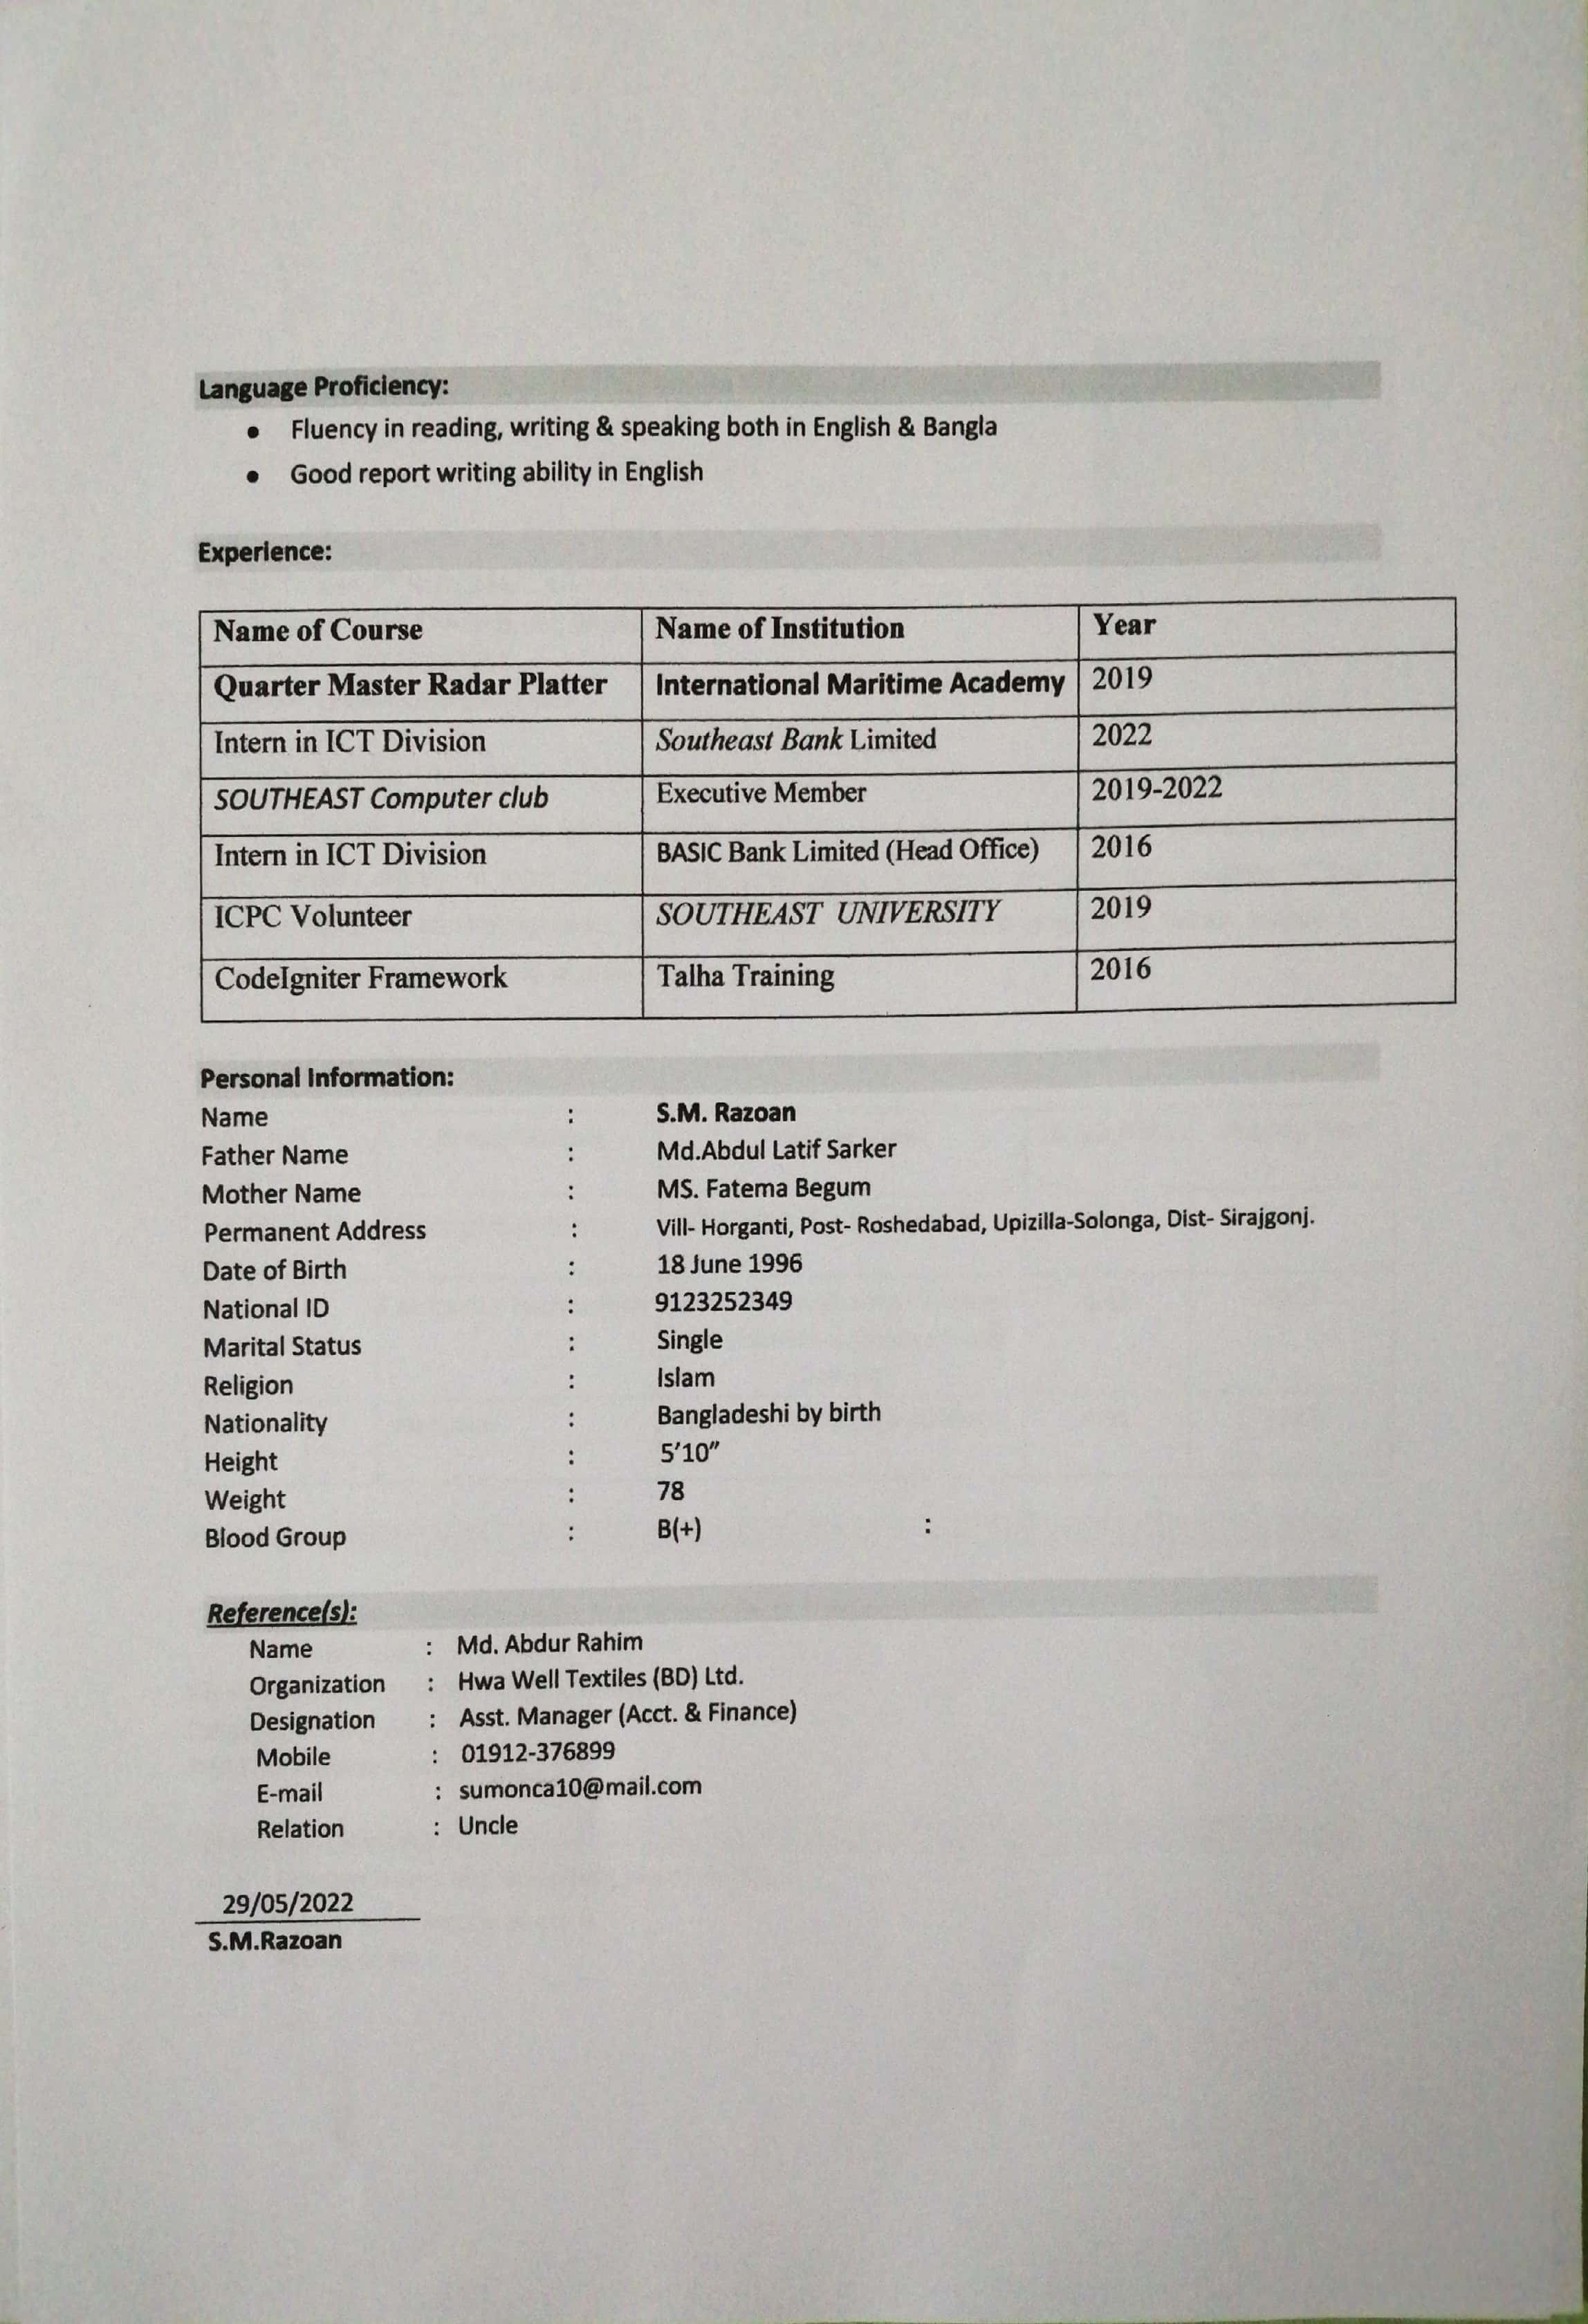 Language Proficiency:
• Fluency in reading, writing & speaking both in English & Bangla
• Good report writing ability in English
Experience:
Name of Course Name of Institution Year
Quarter Master Radar Platter International Maritime Academy 2019
Intern in ICT Division Southeast Bank Limited 2022
SOUTHEAST Computer club Executive Member 2019-2022
Intern in ICT Division BASIC Bank Limited (Head Office) 2016
ICPC Volunteer SOUTHEAST UNIVERSITY 2019
CodeIgniter Framework Talha Training 2016
Personal Information:
Name : S.M. Razoan
Father Name : Md.Abdul Latif Sarker
Mother Name : MS. Fatema Begum
Permanent Address : Vill- Horganti, Post- Roshedabad, Upizilla-Solonga, Dist- Sirajgonj.
Date of Birth : 18 June 1996
National ID : 9123252349
Marital Status : Single
Religion : Islam
Nationality : Bangladeshi by birth
Height : 5'10"
Weight : 78
Blood Group : B(+) :
Reference(s):
Name : Md. Abdur Rahim
Organization : Hwa Well Textiles (BD) Ltd.
Designation : Asst. Manager (Acct. & Finance)
Mobile : 01912-376899
E-mail : sumonca10@mail.com
Relation : Uncle
29/05/2022
S.M.Razoan